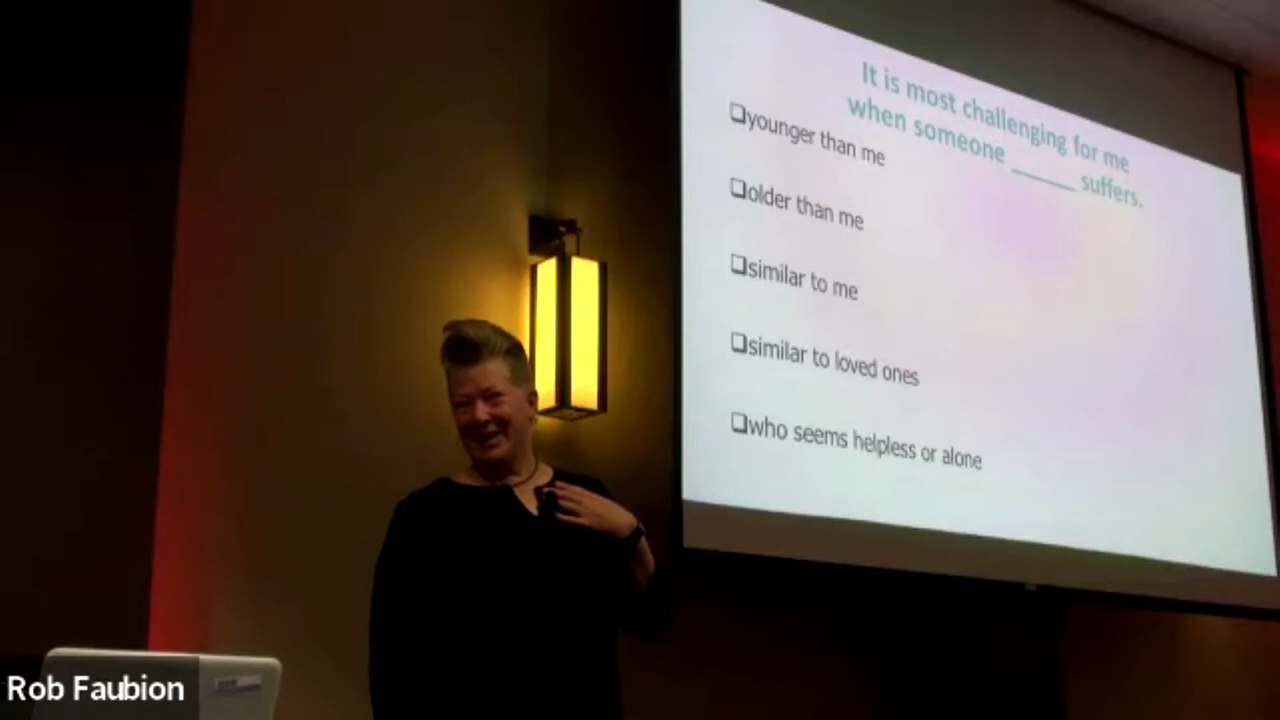 It is most challenging for me
when someone ______ suffers.
❑younger than me
❑older than me
❑similar to me
❑similar to loved ones
❑who seems helpless or alone
Rob Faubion